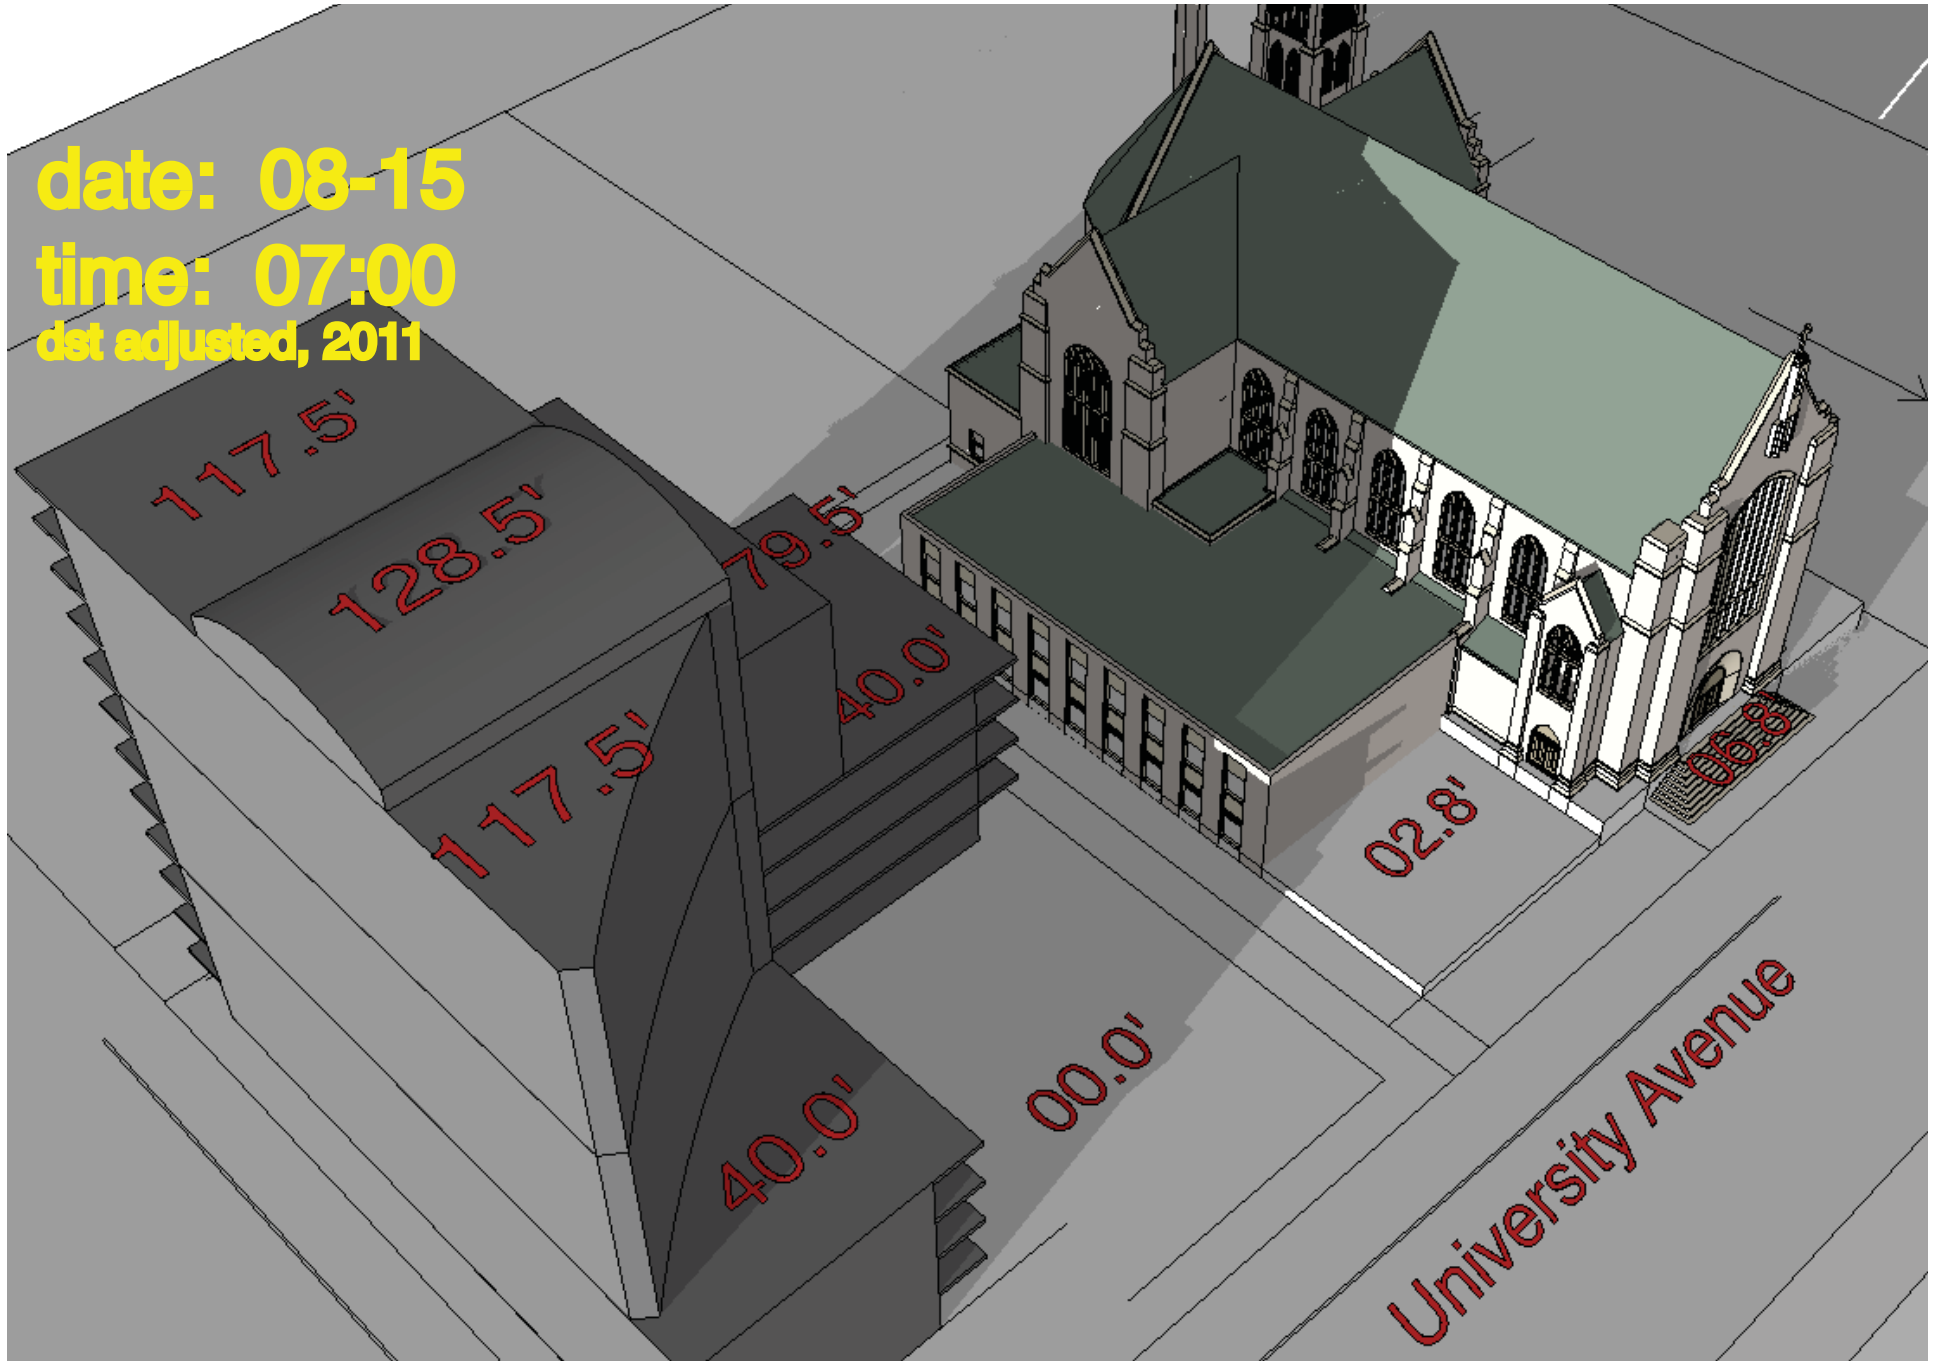 date: 08-15
time: 07:00
dst adjusted, 2011
117.5'
128.5'
79.5'
40.0'
117.5'
06.8'
02.8'
00.0'
40.0'
University Avenue